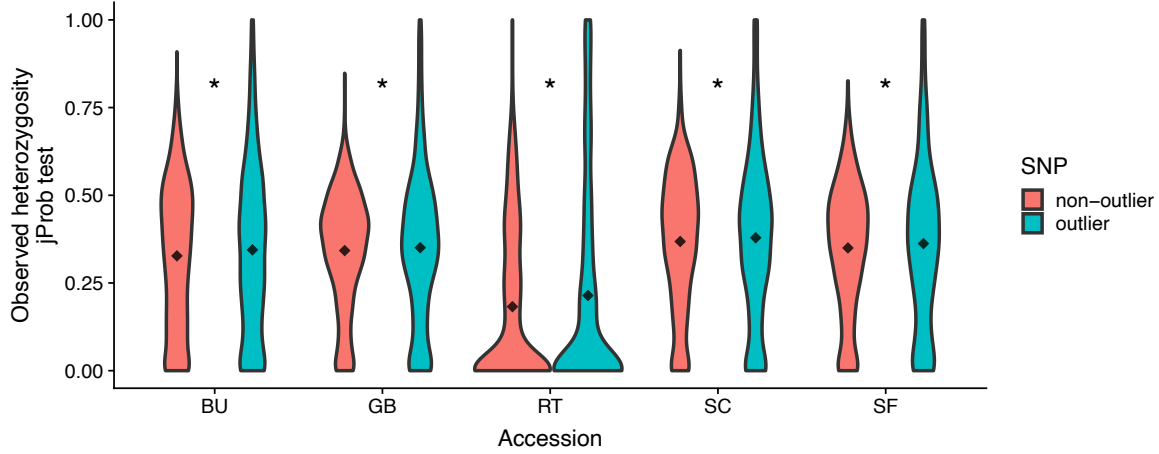 Observed heterozygosity
jProb test
1.00
0.75
0.50
0.25
0.00
*
*
*
*
*
BU
GB
RT
SC
SF
Accession
SNP
non-outlier
outlier